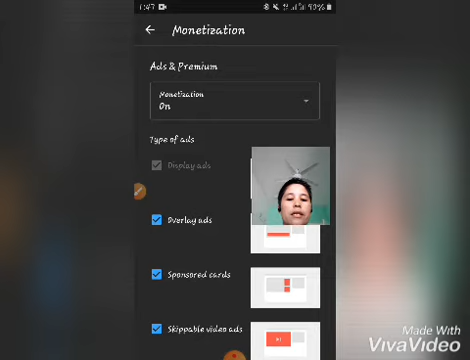 1:47
90%
Monetization
Ads & Premium
Monetization
On
Type of ads
Display ads
Overlay ads
Sponsored cards
Skippable video ads
Made With
VivaVideo